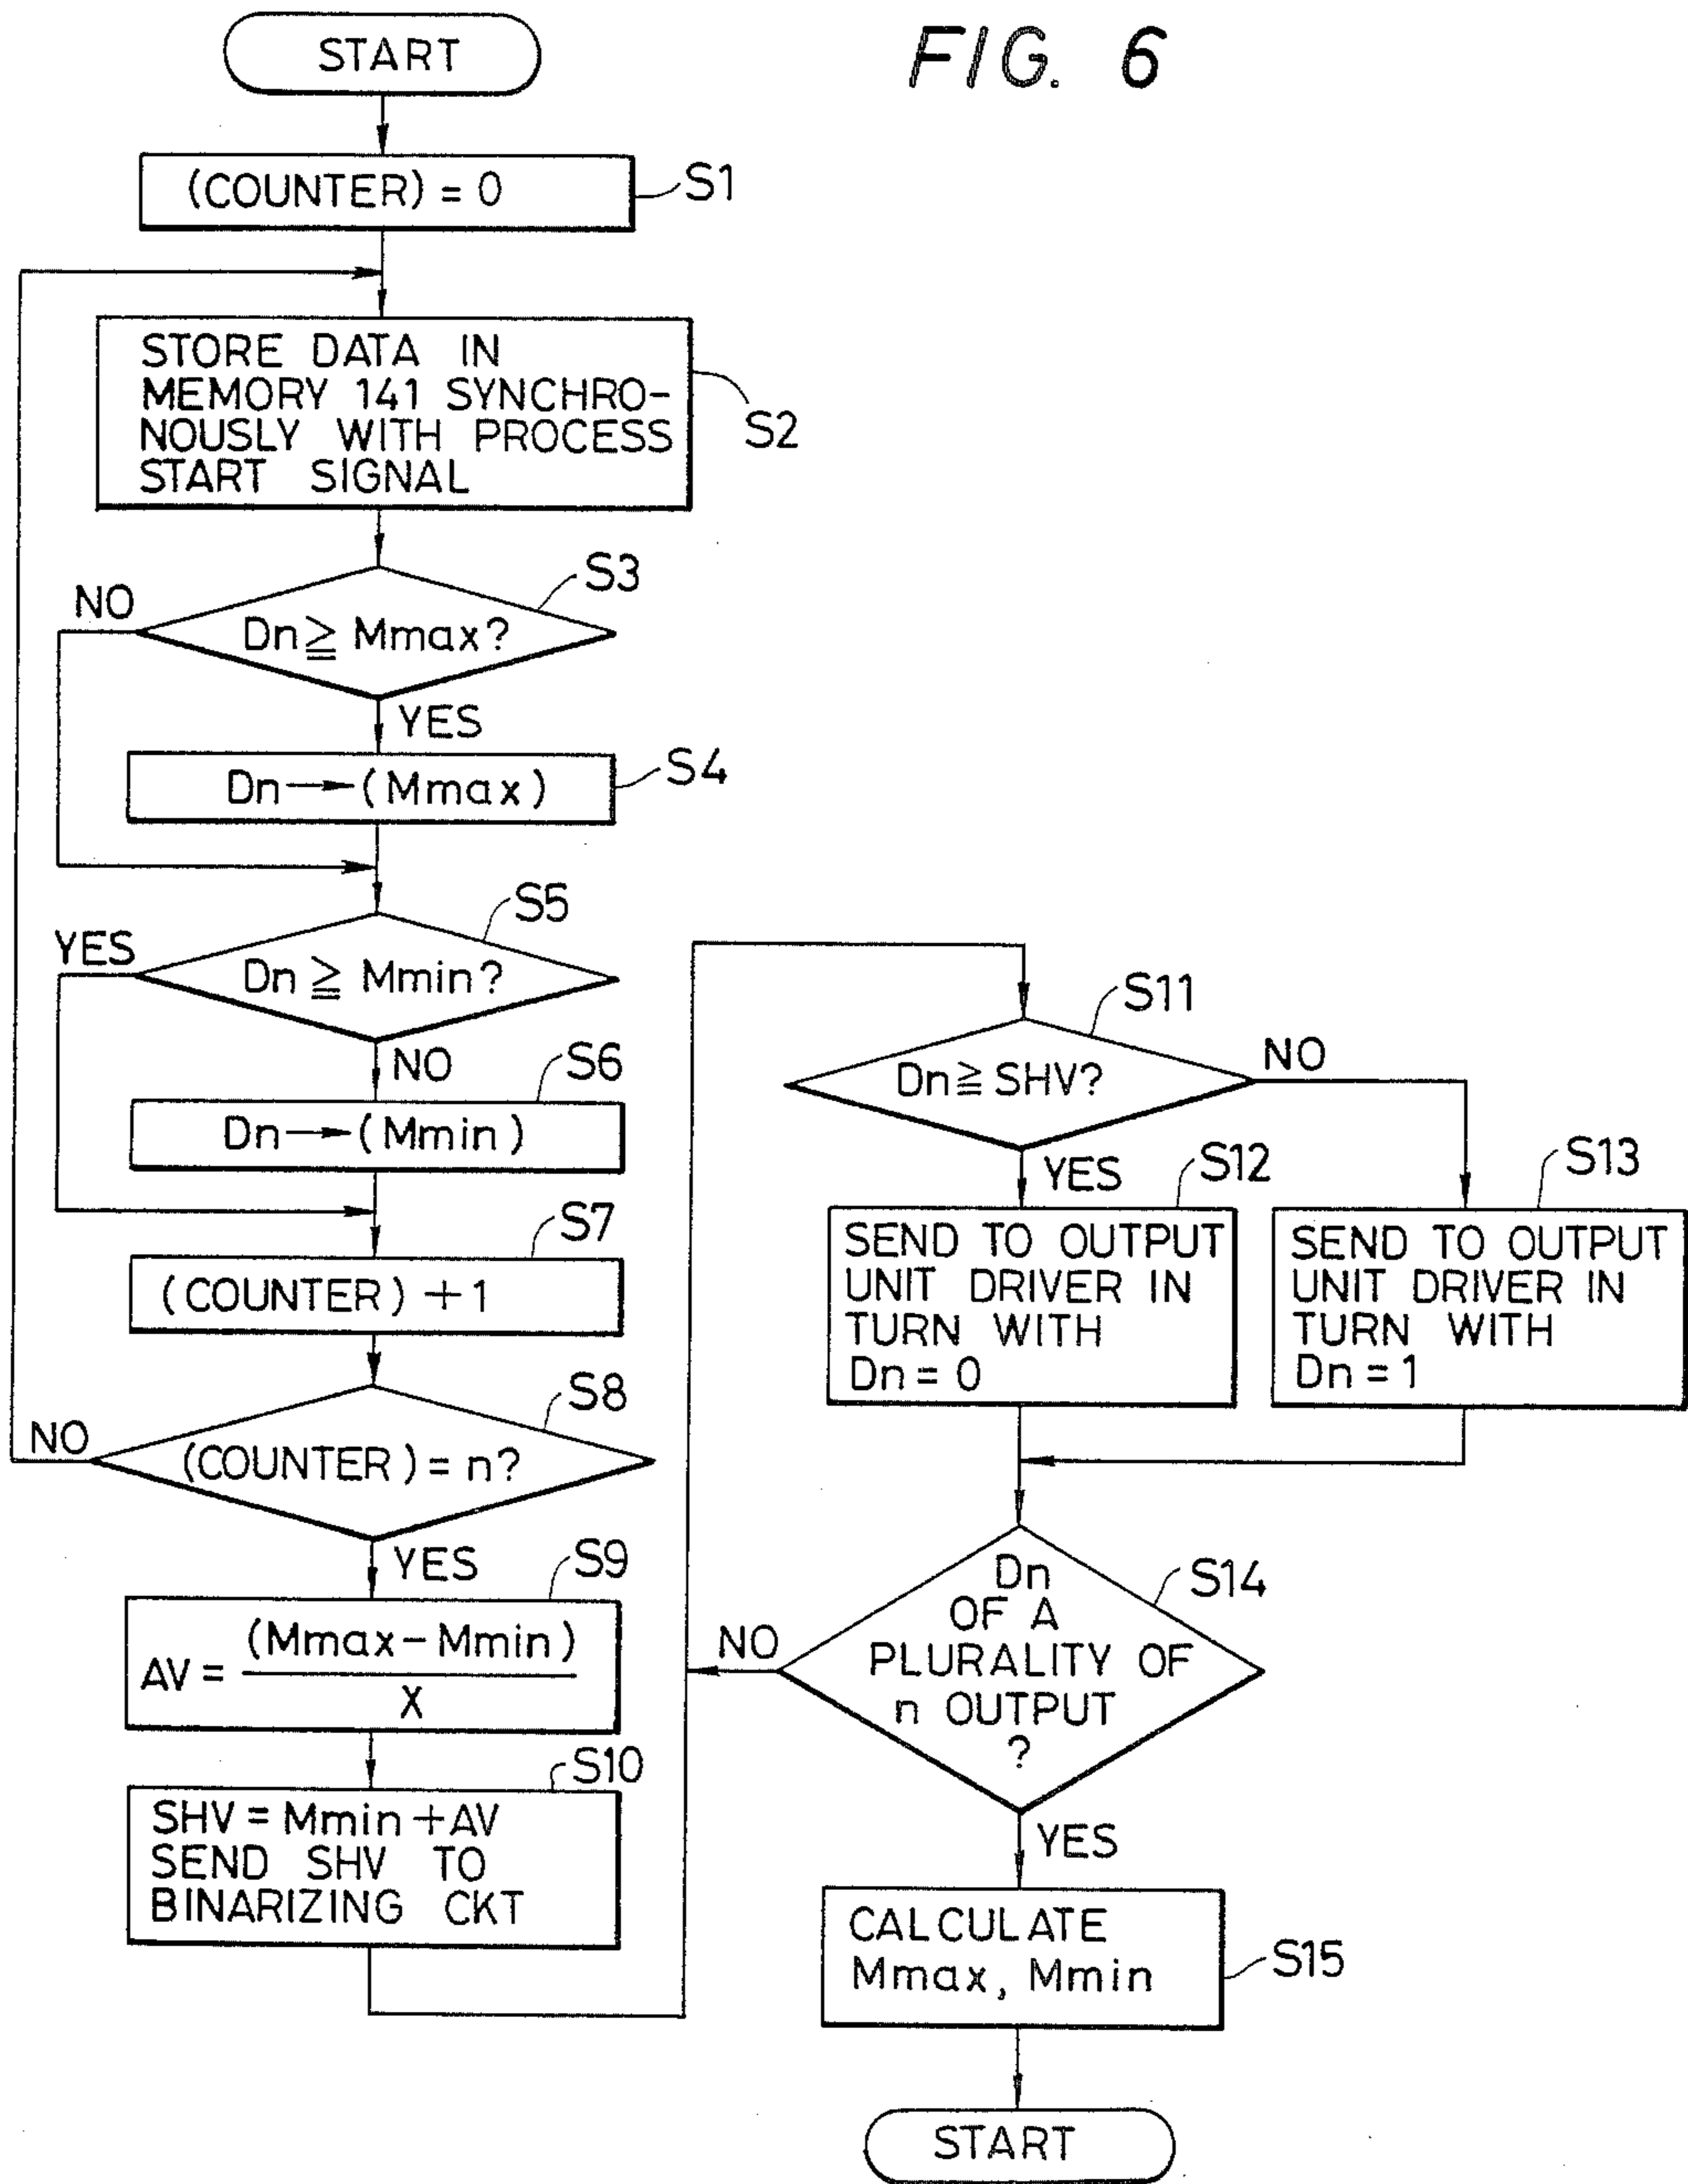 FIG. 6
START
(COUNTER) = 0
S1
STORE DATA IN
MEMORY 141 SYNCHRO-
NOUSLY WITH PROCESS
START SIGNAL
S2
S3
NO
Dn ≧ Mmax?
YES
S4
Dn → (Mmax)
S5
YES
Dn ≧ Mmin?
NO
S6
Dn → (Mmin)
S7
(COUNTER) + 1
S8
NO
(COUNTER) = n?
YES
S9
AV = (Mmax - Mmin)
X
S10
SHV = Mmin + AV
SEND SHV TO
BINARIZING CKT
S11
Dn ≧ SHV?
NO
YES
S12
SEND TO OUTPUT
UNIT DRIVER IN
TURN WITH
Dn = 0
S13
SEND TO OUTPUT
UNIT DRIVER IN
TURN WITH
Dn = 1
S14
Dn
OF A
PLURALITY OF
n OUTPUT
?
NO
YES
CALCULATE
Mmax, Mmin
S15
START